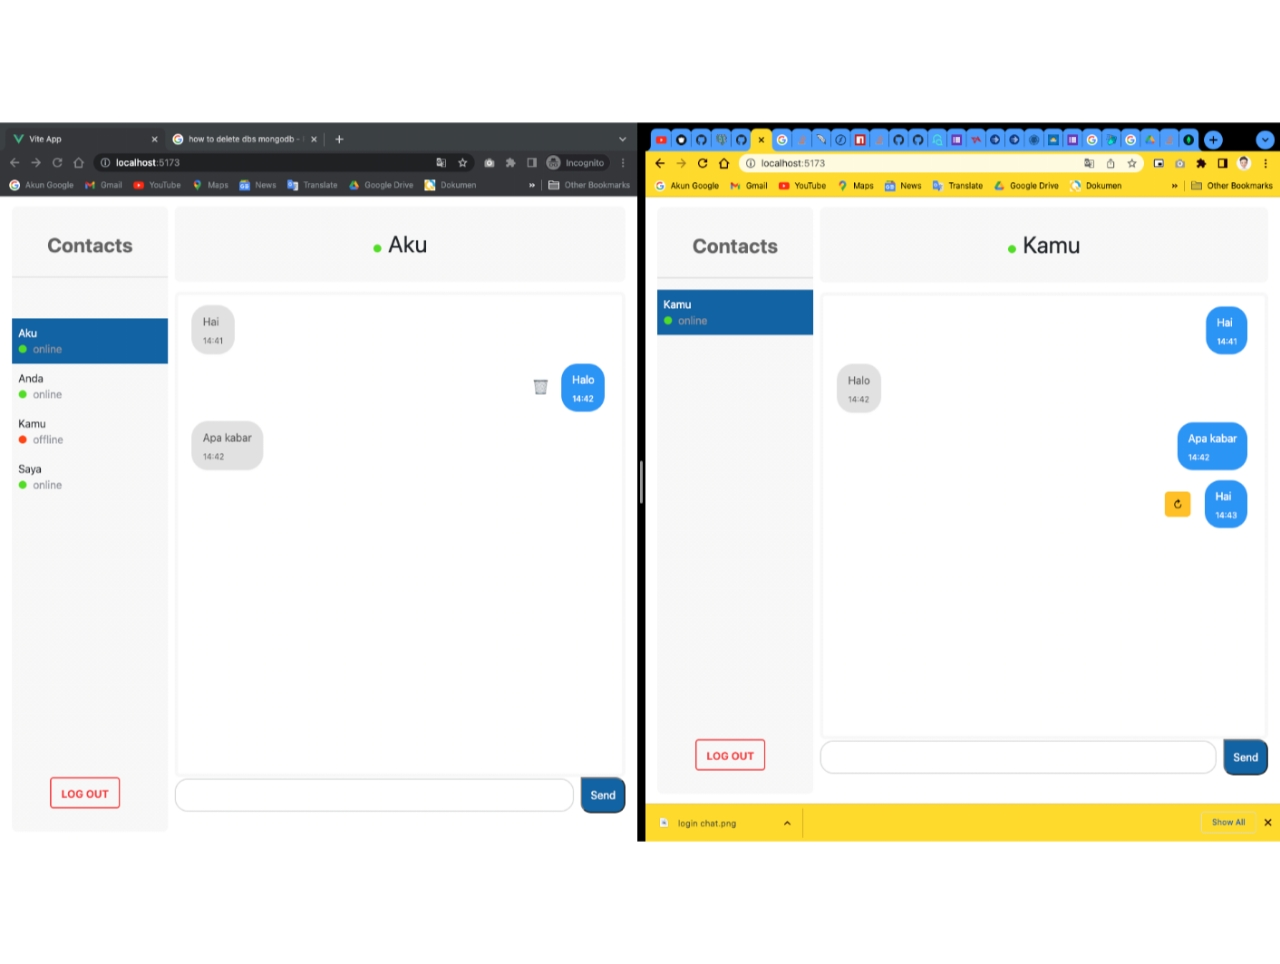 Vite App
how to delete dbs mongodb -
localhost:5173
Incognito
Akun Google
Gmail
YouTube
Maps
News
Translate
Google Drive
Dokumen
»
Other Bookmarks
Contacts
Aku
online
Anda
online
Kamu
offline
Saya
online
LOG OUT
Aku
Hai
14:41
Halo
14:42
Apa kabar
14:42
Send
localhost:5173
Akun Google
Gmail
YouTube
Maps
News
Translate
Google Drive
Dokumen
»
Other Bookmarks
Contacts
Kamu
online
LOG OUT
Kamu
Hai
14:41
Halo
14:42
Apa kabar
14:42
Hai
14:43
Send
login chat.png
Show All